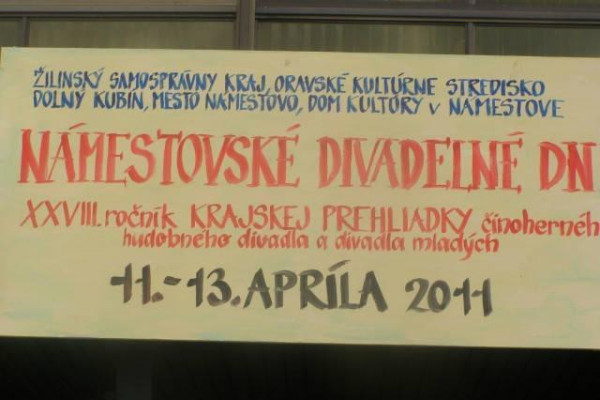 ŽILINSKÝ SAMOSPRÁVNY KRAJ, ORAVSKÉ KULTÚRNE STREDISKO
DOLNÝ KUBÍN, MESTO NÁMESTOVO, DOM KULTÚRY v NÁMESTOVE
NÁMESTOVSKÉ DIVADELNÉ DN
XXVIII. ročník KRAJSKEJ PREHLIADKY činoherného
hudobného divadla a divadla mladých
11.-13. APRÍLA 2011